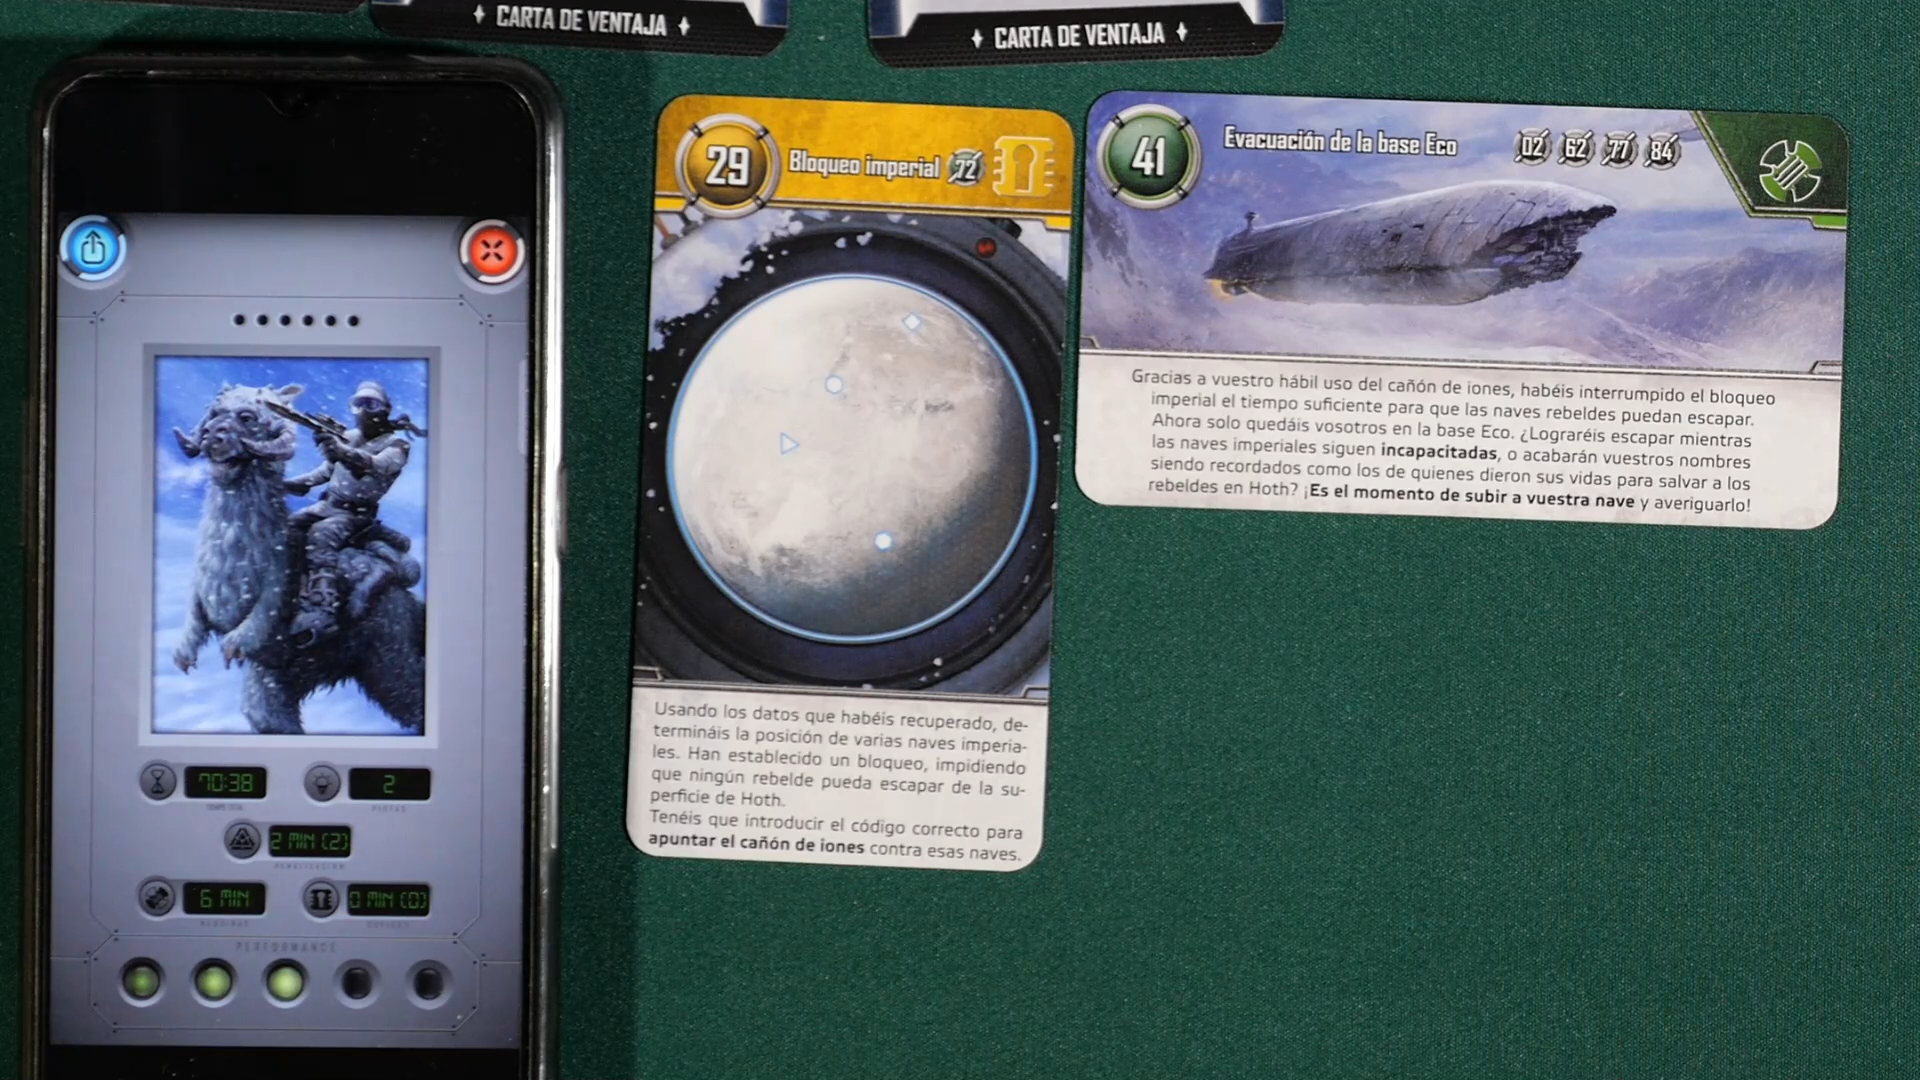 CARTA DE VENTAJA
CARTA DE VENTAJA
29
Bloqueo imperial
72
Usando los datos que habéis recuperado, de-
termináis la posición de varias naves imperia-
les. Han establecido un bloqueo, impidiendo
que ningún rebelde pueda escapar de la su-
perficie de Hoth.
Tenéis que introducir el código correcto para
apuntar el cañón de iones contra esas naves.
41
Evacuación de la base Eco
02 62 77 84
Gracias a vuestro hábil uso del cañón de iones, habéis interrumpido el bloqueo
imperial el tiempo suficiente para que las naves rebeldes puedan escapar.
Ahora solo quedáis vosotros en la base Eco. ¿Lograréis escapar mientras
las naves imperiales siguen incapacitadas, o acabarán vuestros nombres
siendo recordados como los de quienes dieron sus vidas para salvar a los
rebeldes en Hoth? ¡Es el momento de subir a vuestra nave y averiguarlo!
70:38
2
PISTAS
2 MIN (2)
6 MIN
0 MIN (0)
PERFORMANCE